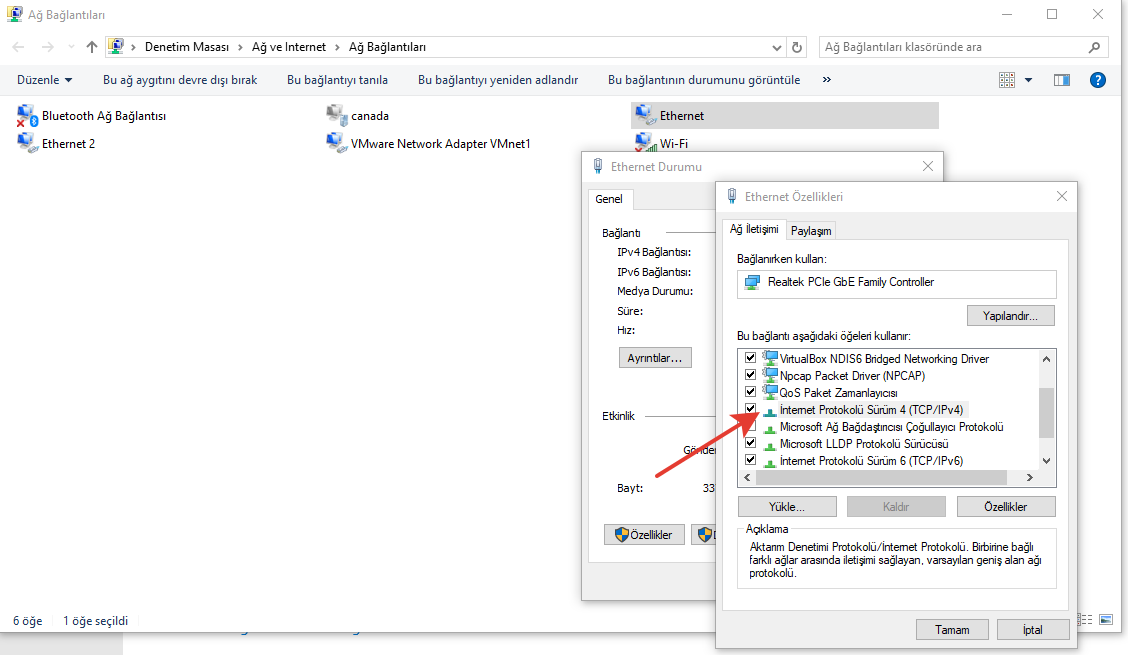 Ağ Bağlantıları
Denetim Masası > Ağ ve Internet > Ağ Bağlantıları
Ağ Bağlantıları klasöründe ara
Düzenle
Bu ağ aygıtını devre dışı bırak
Bu bağlantıyı tanıla
Bu bağlantıyı yeniden adlandır
Bu bağlantının durumunu görüntüle
»
Bluetooth Ağ Bağlantısı
canada
Ethernet
Ethernet 2
VMware Network Adapter VMnet1
Wi-Fi
Ethernet Durumu
Genel
Bağlantı
IPv4 Bağlantısı:
IPv6 Bağlantısı:
Medya Durumu:
Süre:
Hız:
Ayrıntılar...
Etkinlik
Bayt:
Özellikler
Ethernet Özellikleri
Ağ İletişimi
Paylaşım
Bağlanırken kullan:
Realtek PCIe GbE Family Controller
Yapılandır...
Bu bağlantı aşağıdaki öğeleri kullanır:
VirtualBox NDIS6 Bridged Networking Driver
Npcap Packet Driver (NPCAP)
QoS Paket Zamanlayıcısı
İnternet Protokolü Sürüm 4 (TCP/IPv4)
Microsoft Ağ Bağdaştırıcısı Çoğullayıcı Protokolü
Microsoft LLDP Protokolü Sürücüsü
İnternet Protokolü Sürüm 6 (TCP/IPv6)
Yükle...
Kaldır
Özellikler
Açıklama
Aktarım Denetimi Protokolü/İnternet Protokolü. Birbirine bağlı
farklı ağlar arasında iletişimi sağlayan, varsayılan geniş alan ağı
protokolü.
Tamam
İptal
6 öğe
1 öğe seçildi